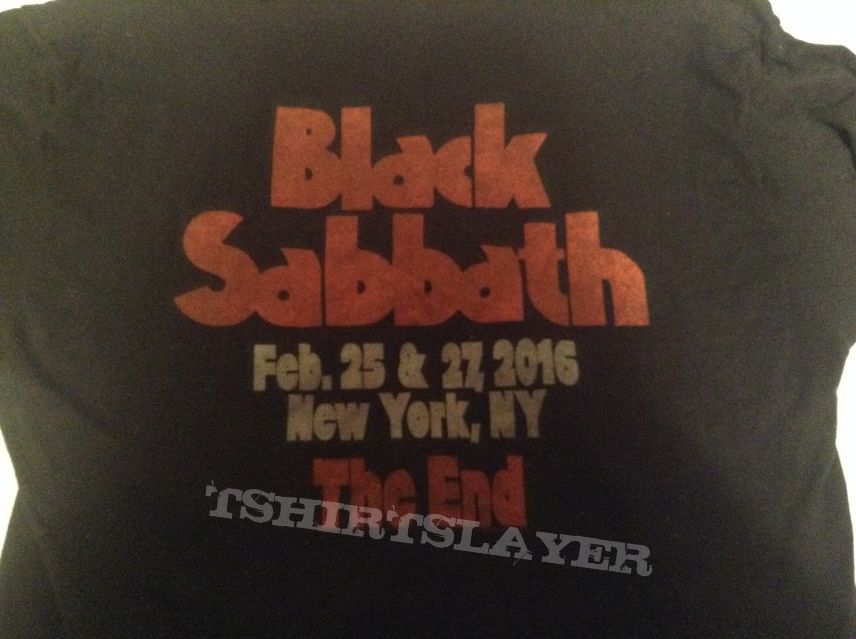 Black
Sabbath
Feb. 25 & 27, 2016
New York, NY
The End
TSHIRTSLAYER